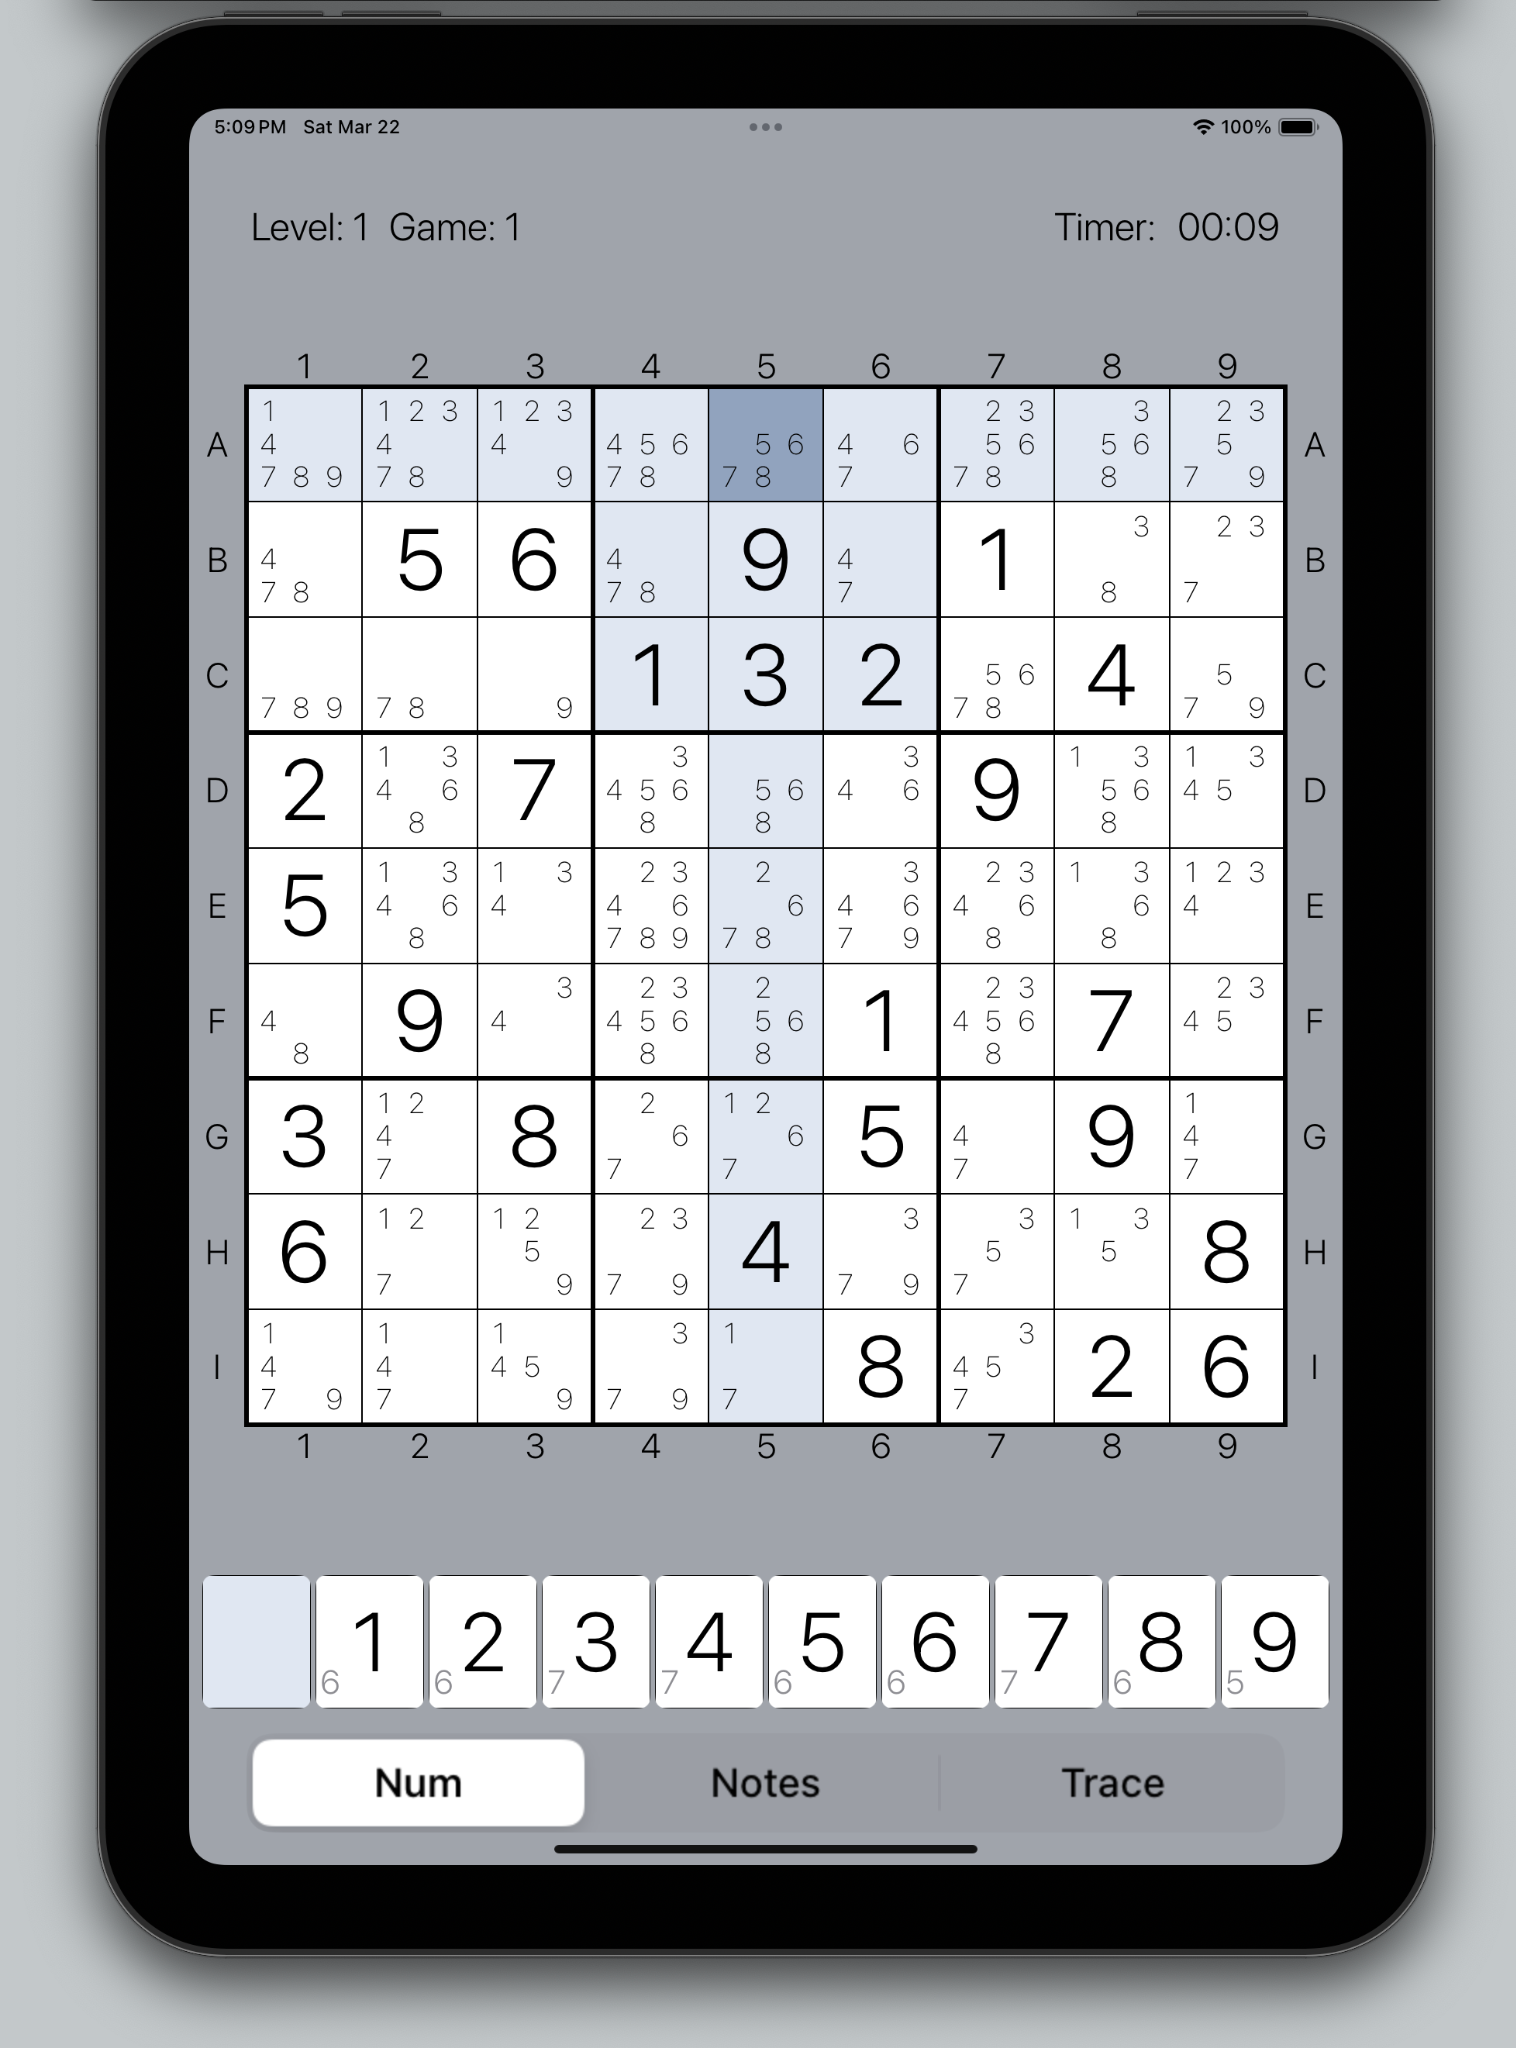 5:09 PM Sat Mar 22 100%
Level: 1 Game: 1 Timer: 00:09
1 2 3 4 5 6 7 8 9
1 1 2 3 1 2 3 2 3 3 2 3
A 4 4 4 4 5 6 5 6 4 6 5 6 5 6 5 A
7 8 9 7 8 9 7 8 7 8 7 7 8 8 7 9
3 2 3
B 4 5 6 4 9 4 1 B
7 8 7 8 7 8 7
C 1 3 2 5 6 4 5 C
7 8 9 7 8 9 7 8 7 9
1 3 3 3 1 3 1 3
D 2 4 6 7 4 5 6 5 6 4 6 9 5 6 4 5 D
8 8 8 8
1 3 1 3 2 3 2 3 2 3 1 3 1 2 3
E 5 4 6 4 4 6 6 4 6 4 6 6 4 E
8 7 8 9 7 8 7 9 8 8
3 2 3 2 2 3 2 3
F 4 9 4 4 5 6 5 6 1 4 5 6 7 4 5 F
8 8 8 8
1 2 2 1 2 1
G 3 4 8 6 6 5 4 9 4 G
7 7 7 7 7
1 2 1 2 2 3 3 3 1 3
H 6 5 4 5 5 8 H
7 9 7 9 7 9 7
1 1 1 3 1 3
I 4 4 4 5 8 4 5 2 6 I
7 9 7 9 7 9 7 7
1 2 3 4 5 6 7 8 9
1 2 3 4 5 6 7 8 9
6 6 7 7 6 6 7 6 5
Num Notes Trace